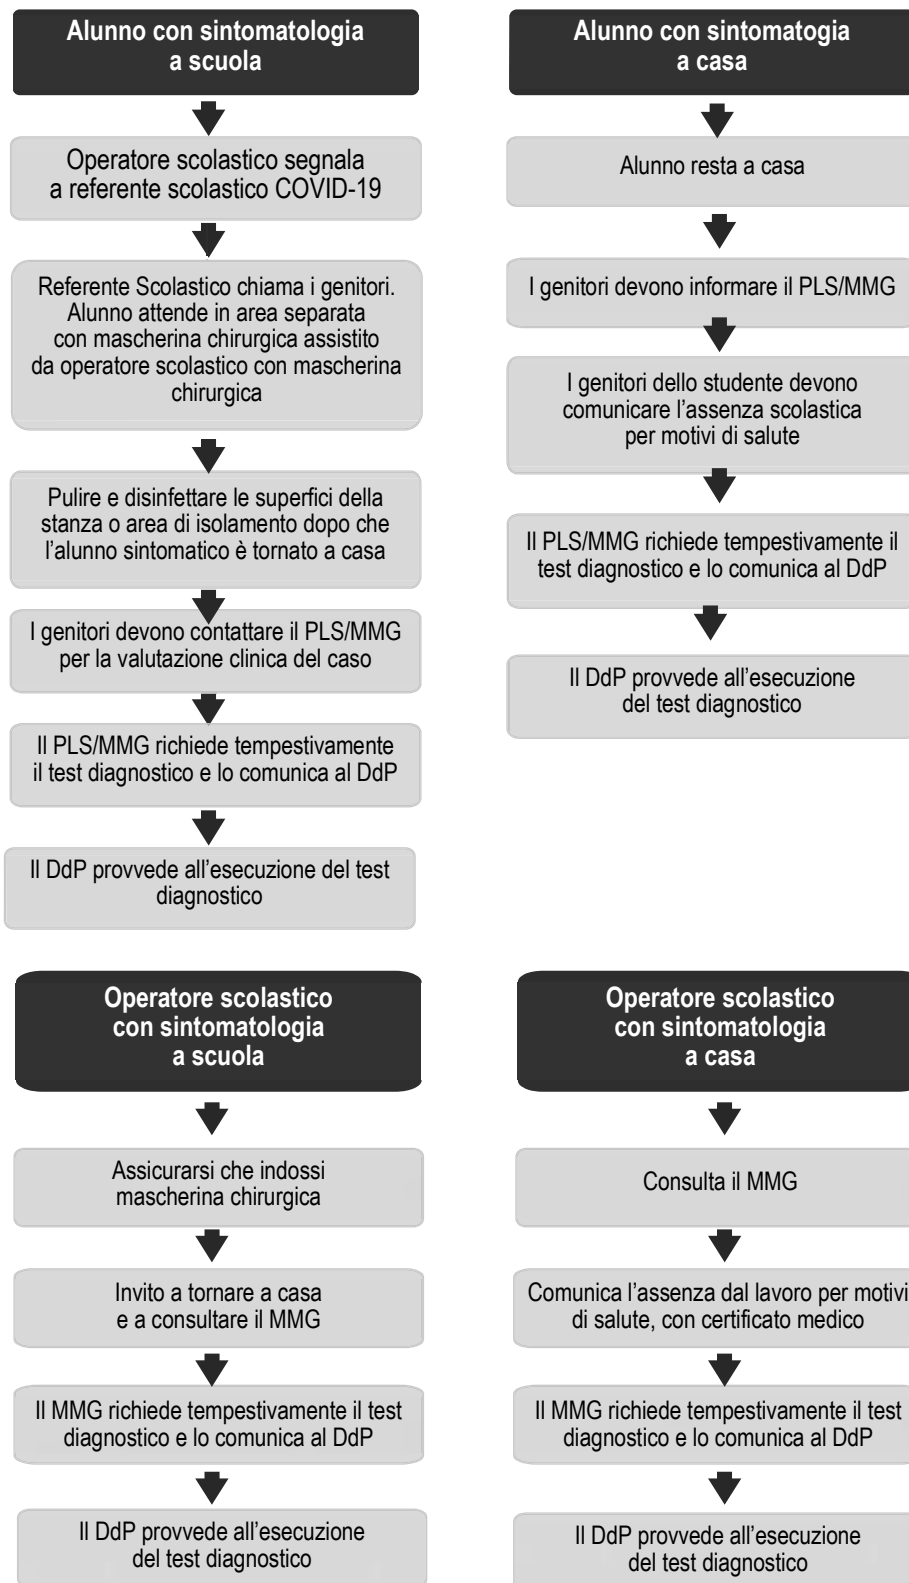 Alunno con sintomatologia
a scuola
Operatore scolastico segnala
a referente scolastico COVID-19
Referente Scolastico chiama i genitori.
Alunno attende in area separata
con mascherina chirurgica assistito
da operatore scolastico con mascherina
chirurgica
Pulire e disinfettare le superfici della
stanza o area di isolamento dopo che
l’alunno sintomatico è tornato a casa
I genitori devono contattare il PLS/MMG
per la valutazione clinica del caso
Il PLS/MMG richiede tempestivamente
il test diagnostico e lo comunica al DdP
Il DdP provvede all’esecuzione del test
diagnostico
Alunno con sintomatogia
a casa
Alunno resta a casa
I genitori devono informare il PLS/MMG
I genitori dello studente devono
comunicare l’assenza scolastica
per motivi di salute
Il PLS/MMG richiede tempestivamente il
test diagnostico e lo comunica al DdP
Il DdP provvede all’esecuzione
del test diagnostico
Operatore scolastico
con sintomatologia
a scuola
Assicurarsi che indossi
mascherina chirurgica
Invito a tornare a casa
e a consultare il MMG
Il MMG richiede tempestivamente il test
diagnostico e lo comunica al DdP
Il DdP provvede all’esecuzione
del test diagnostico
Operatore scolastico
con sintomatologia
a casa
Consulta il MMG
Comunica l’assenza dal lavoro per motivi
di salute, con certificato medico
Il MMG richiede tempestivamente il test
diagnostico e lo comunica al DdP
Il DdP provvede all’esecuzione
del test diagnostico